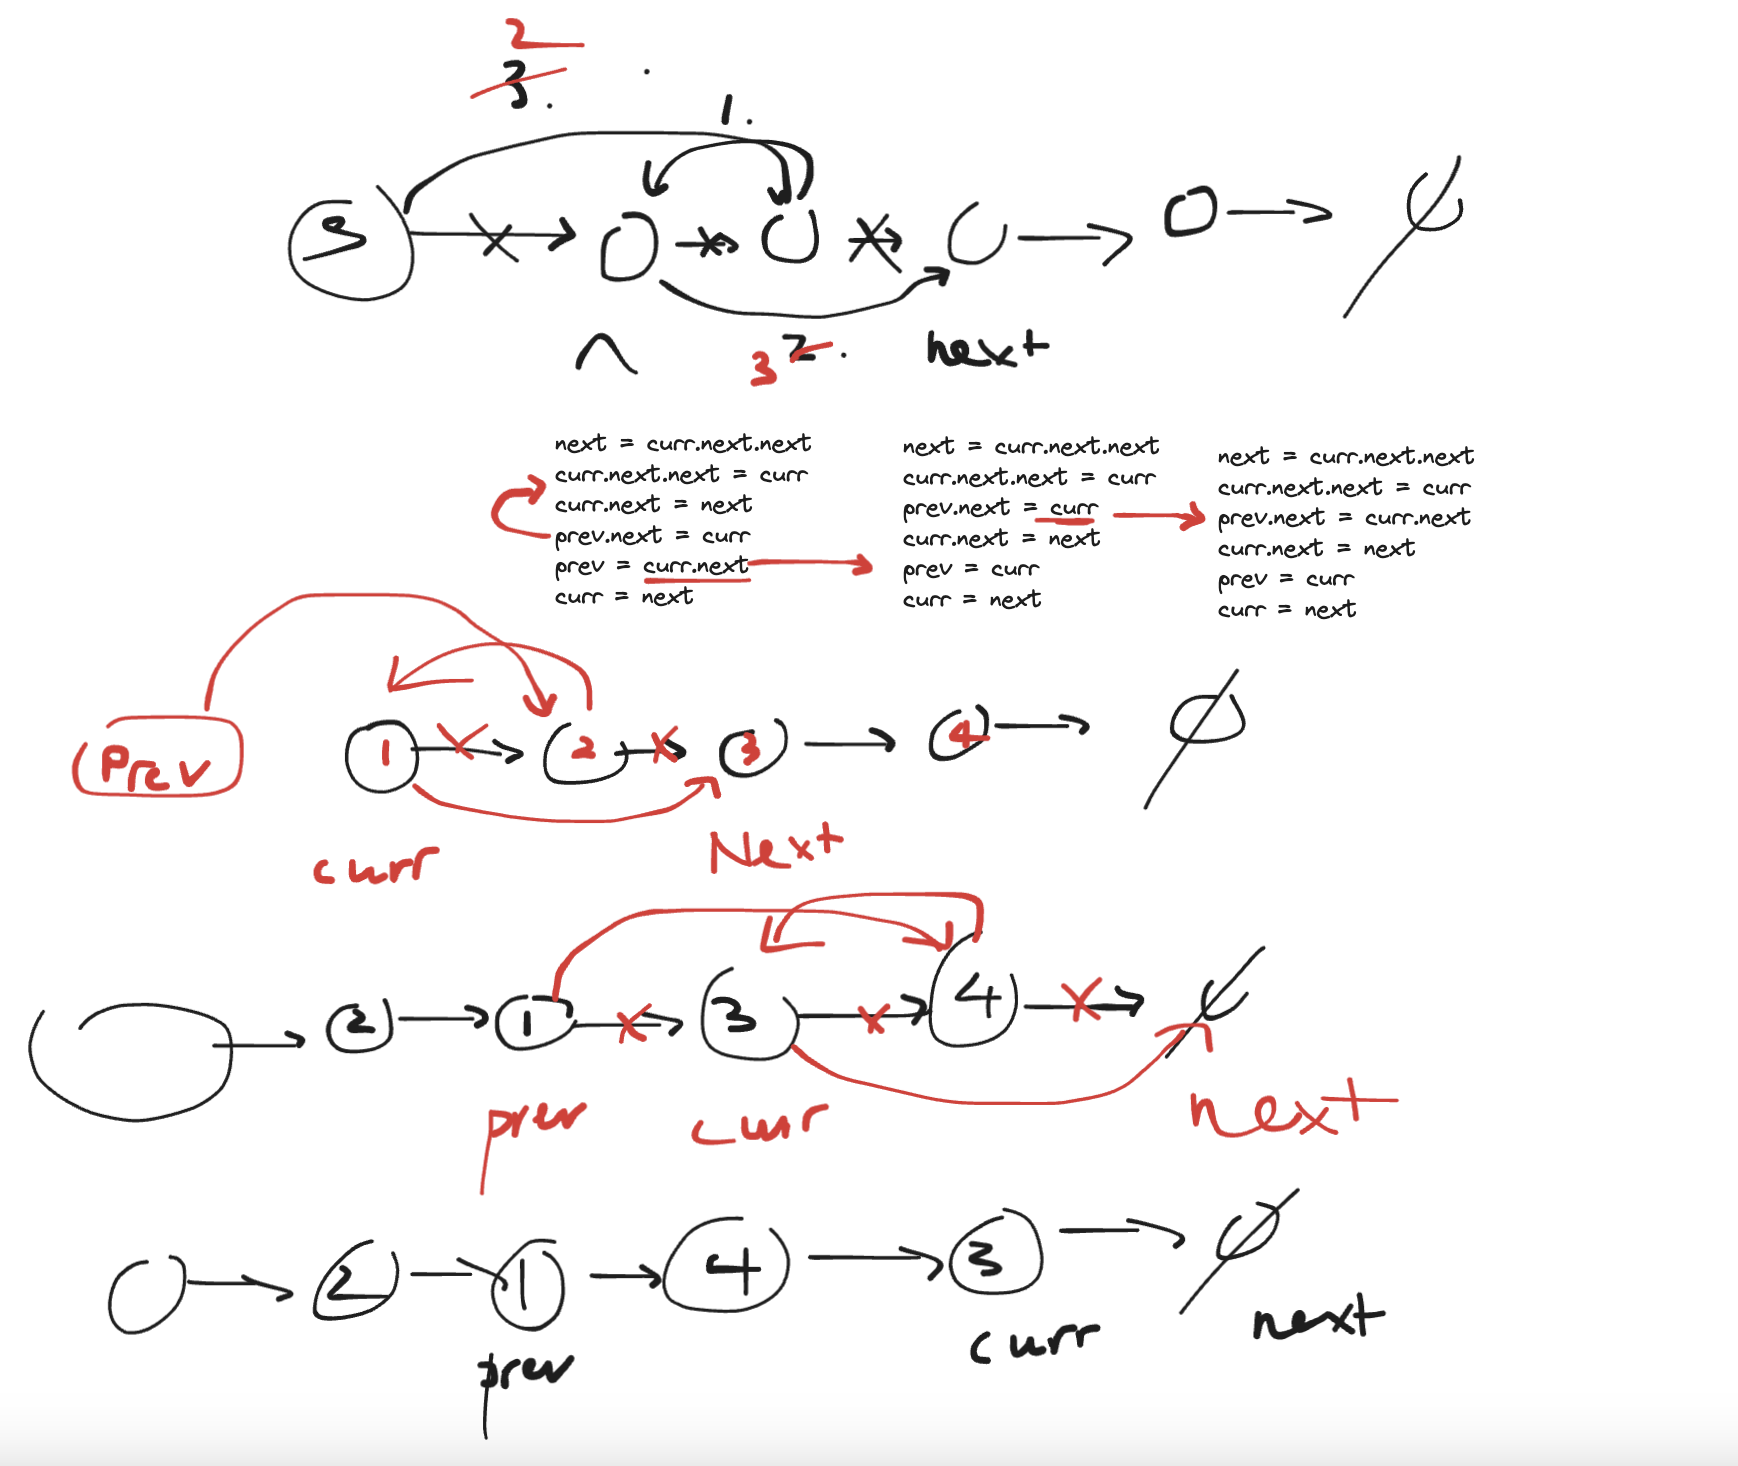 2
3.
1.
S
3 2.
next
next = curr.next.next
curr.next.next = curr
curr.next = next
prev.next = curr
prev = curr.next
curr = next
next = curr.next.next
curr.next.next = curr
prev.next = curr
curr.next = next
prev = curr
curr = next
next = curr.next.next
curr.next.next = curr
prev.next = curr.next
curr.next = next
prev = curr
curr = next
Prev 1 2 3 4
curr Next
2 1 3 4
prev curr next
2 1 4 3
prev curr next